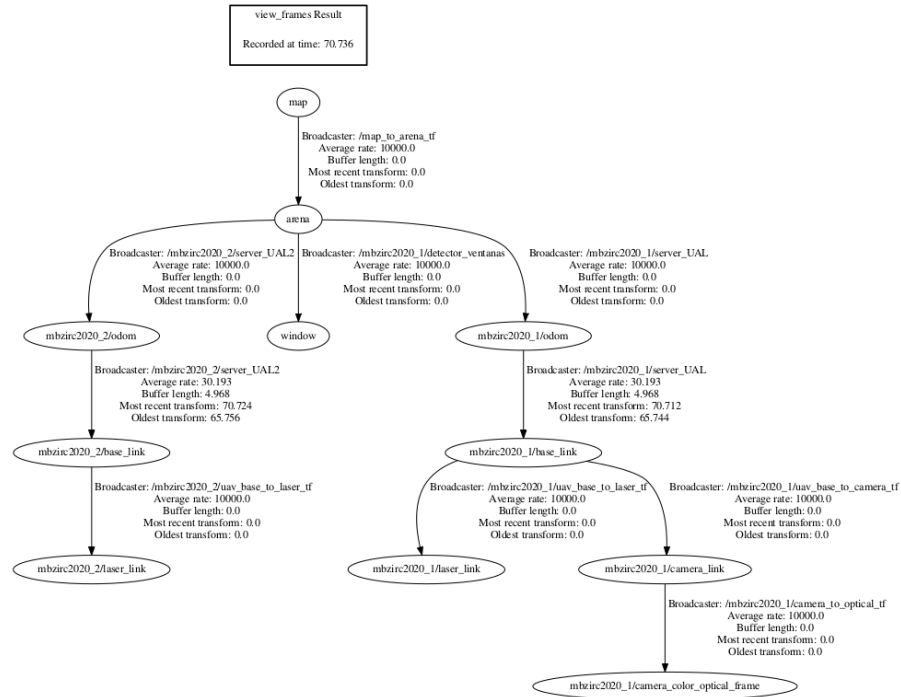 view_frames Result
Recorded at time: 70.736
map
Broadcaster: /map_to_arena_tf
Average rate: 10000.0
Buffer length: 0.0
Most recent transform: 0.0
Oldest transform: 0.0
arena
Broadcaster: /mbzirc2020_2/server_UAL2
Average rate: 10000.0
Buffer length: 0.0
Most recent transform: 0.0
Oldest transform: 0.0
Broadcaster: /mbzirc2020_1/detector_ventanas
Average rate: 10000.0
Buffer length: 0.0
Most recent transform: 0.0
Oldest transform: 0.0
Broadcaster: /mbzirc2020_1/server_UAL
Average rate: 10000.0
Buffer length: 0.0
Most recent transform: 0.0
Oldest transform: 0.0
mbzirc2020_2/odom
window
mbzirc2020_1/odom
Broadcaster: /mbzirc2020_2/server_UAL2
Average rate: 30.193
Buffer length: 4.968
Most recent transform: 70.724
Oldest transform: 65.756
Broadcaster: /mbzirc2020_1/server_UAL
Average rate: 30.193
Buffer length: 4.968
Most recent transform: 70.712
Oldest transform: 65.744
mbzirc2020_2/base_link
mbzirc2020_1/base_link
Broadcaster: /mbzirc2020_2/uav_base_to_laser_tf
Average rate: 10000.0
Buffer length: 0.0
Most recent transform: 0.0
Oldest transform: 0.0
Broadcaster: /mbzirc2020_1/uav_base_to_laser_tf
Average rate: 10000.0
Buffer length: 0.0
Most recent transform: 0.0
Oldest transform: 0.0
Broadcaster: /mbzirc2020_1/uav_base_to_camera_tf
Average rate: 10000.0
Buffer length: 0.0
Most recent transform: 0.0
Oldest transform: 0.0
mbzirc2020_2/laser_link
mbzirc2020_1/laser_link
mbzirc2020_1/camera_link
Broadcaster: /mbzirc2020_1/camera_to_optical_tf
Average rate: 10000.0
Buffer length: 0.0
Most recent transform: 0.0
Oldest transform: 0.0
mbzirc2020_1/camera_color_optical_frame